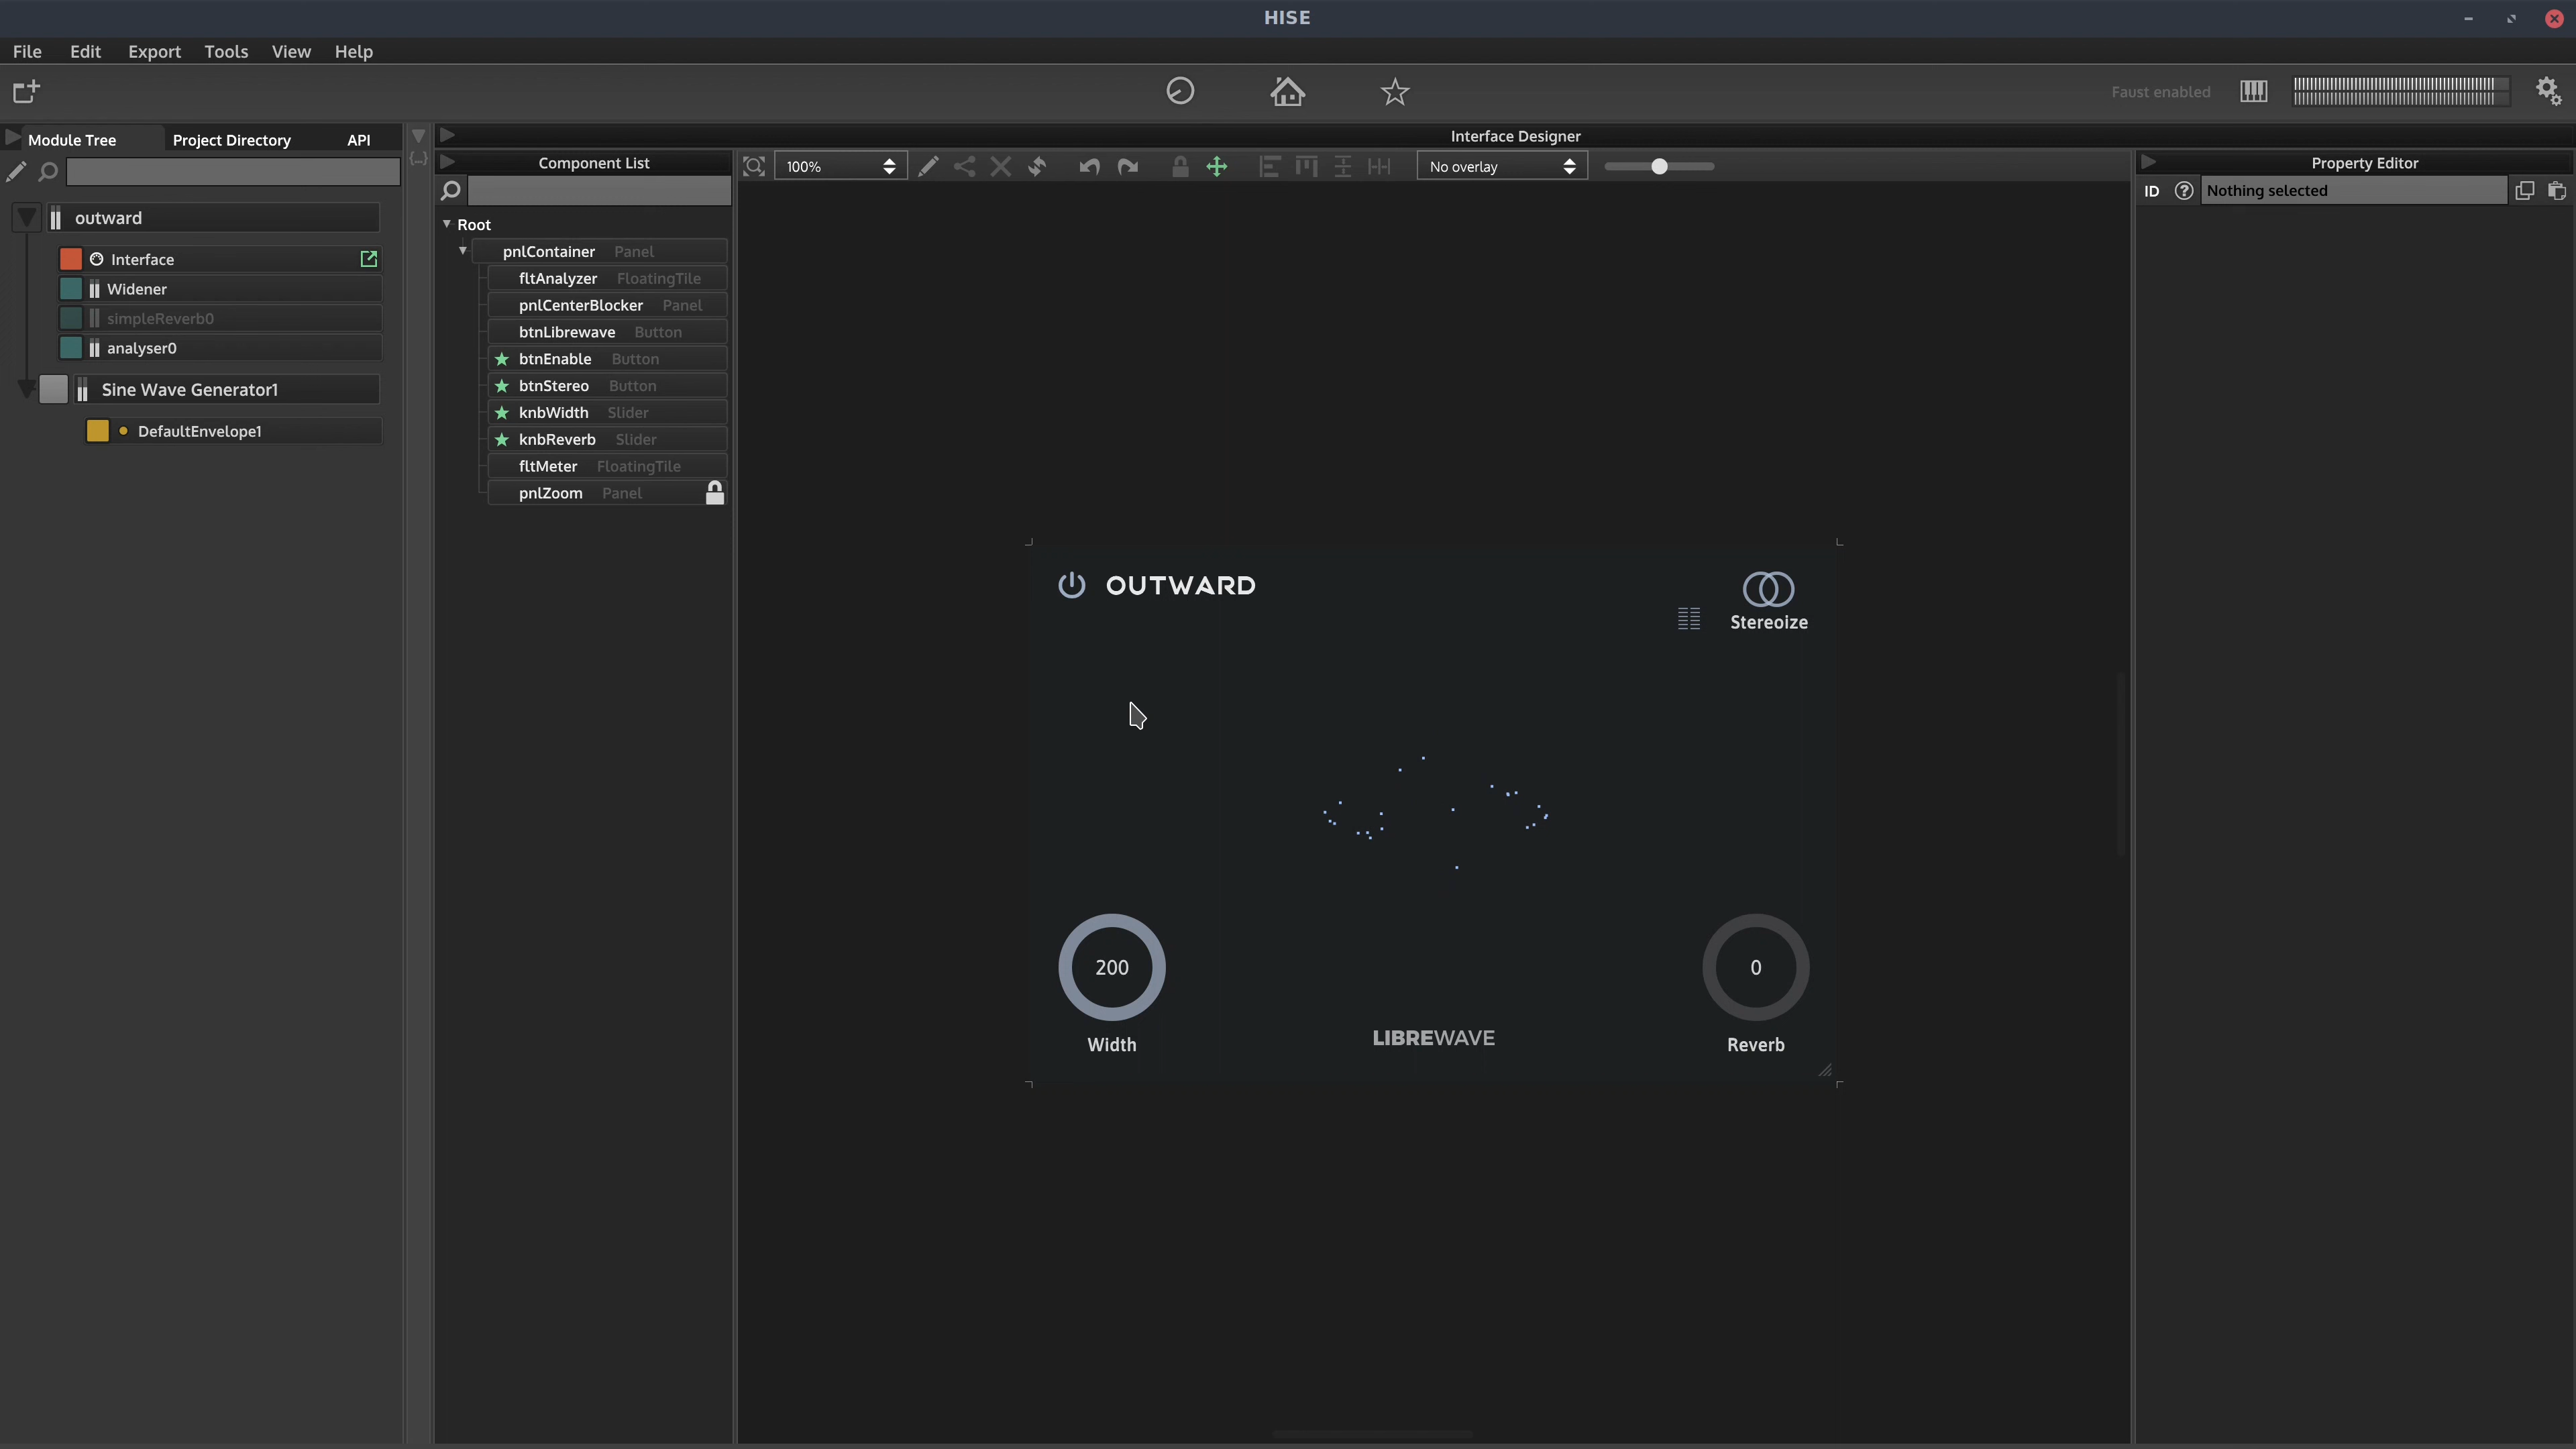 HISE
File Edit Export Tools View Help
Faust enabled
Module Tree Project Directory API
outward
Interface
Widener
simpleReverb0
analyser0
Sine Wave Generator1
DefaultEnvelope1
{...}
Interface Designer
Component List
Root
pnlContainer Panel
fltAnalyzer FloatingTile
pnlCenterBlocker Panel
btnLibrewave Button
btnEnable Button
btnStereo Button
knbWidth Slider
knbReverb Slider
fltMeter FloatingTile
pnlZoom Panel
100%
No overlay
OUTWARD
Stereoize
200
Width
LIBREWAVE
0
Reverb
Property Editor
ID ? Nothing selected